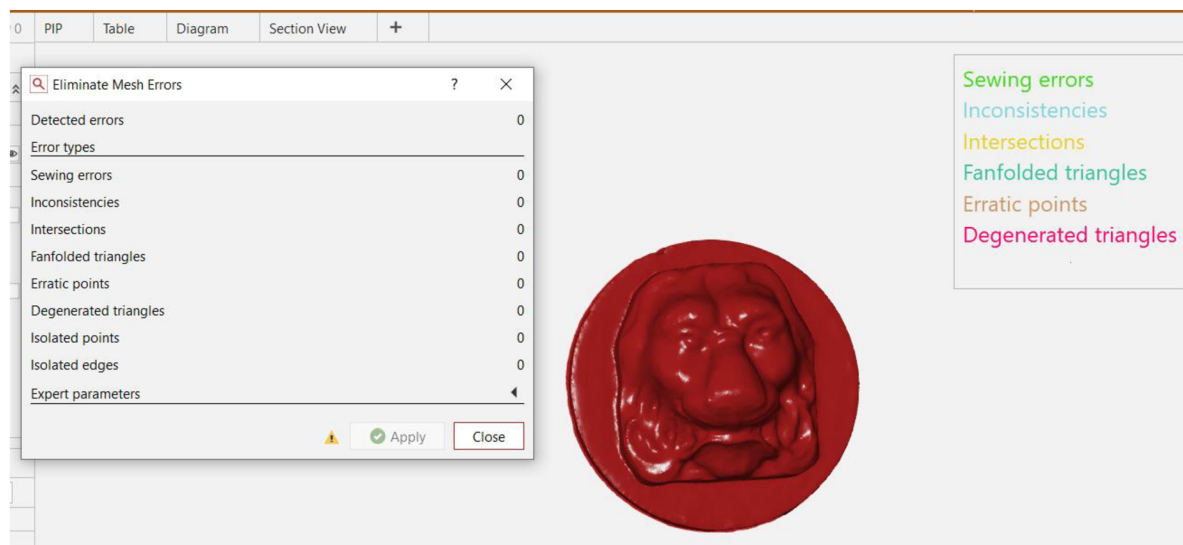 0 PIP Table Diagram Section View +
Eliminate Mesh Errors ?
Detected errors 0
Error types
Sewing errors 0
Inconsistencies 0
Intersections 0
Fanfolded triangles 0
Erratic points 0
Degenerated triangles 0
Isolated points 0
Isolated edges 0
Expert parameters
Apply Close
Sewing errors
Inconsistencies
Intersections
Fanfolded triangles
Erratic points
Degenerated triangles